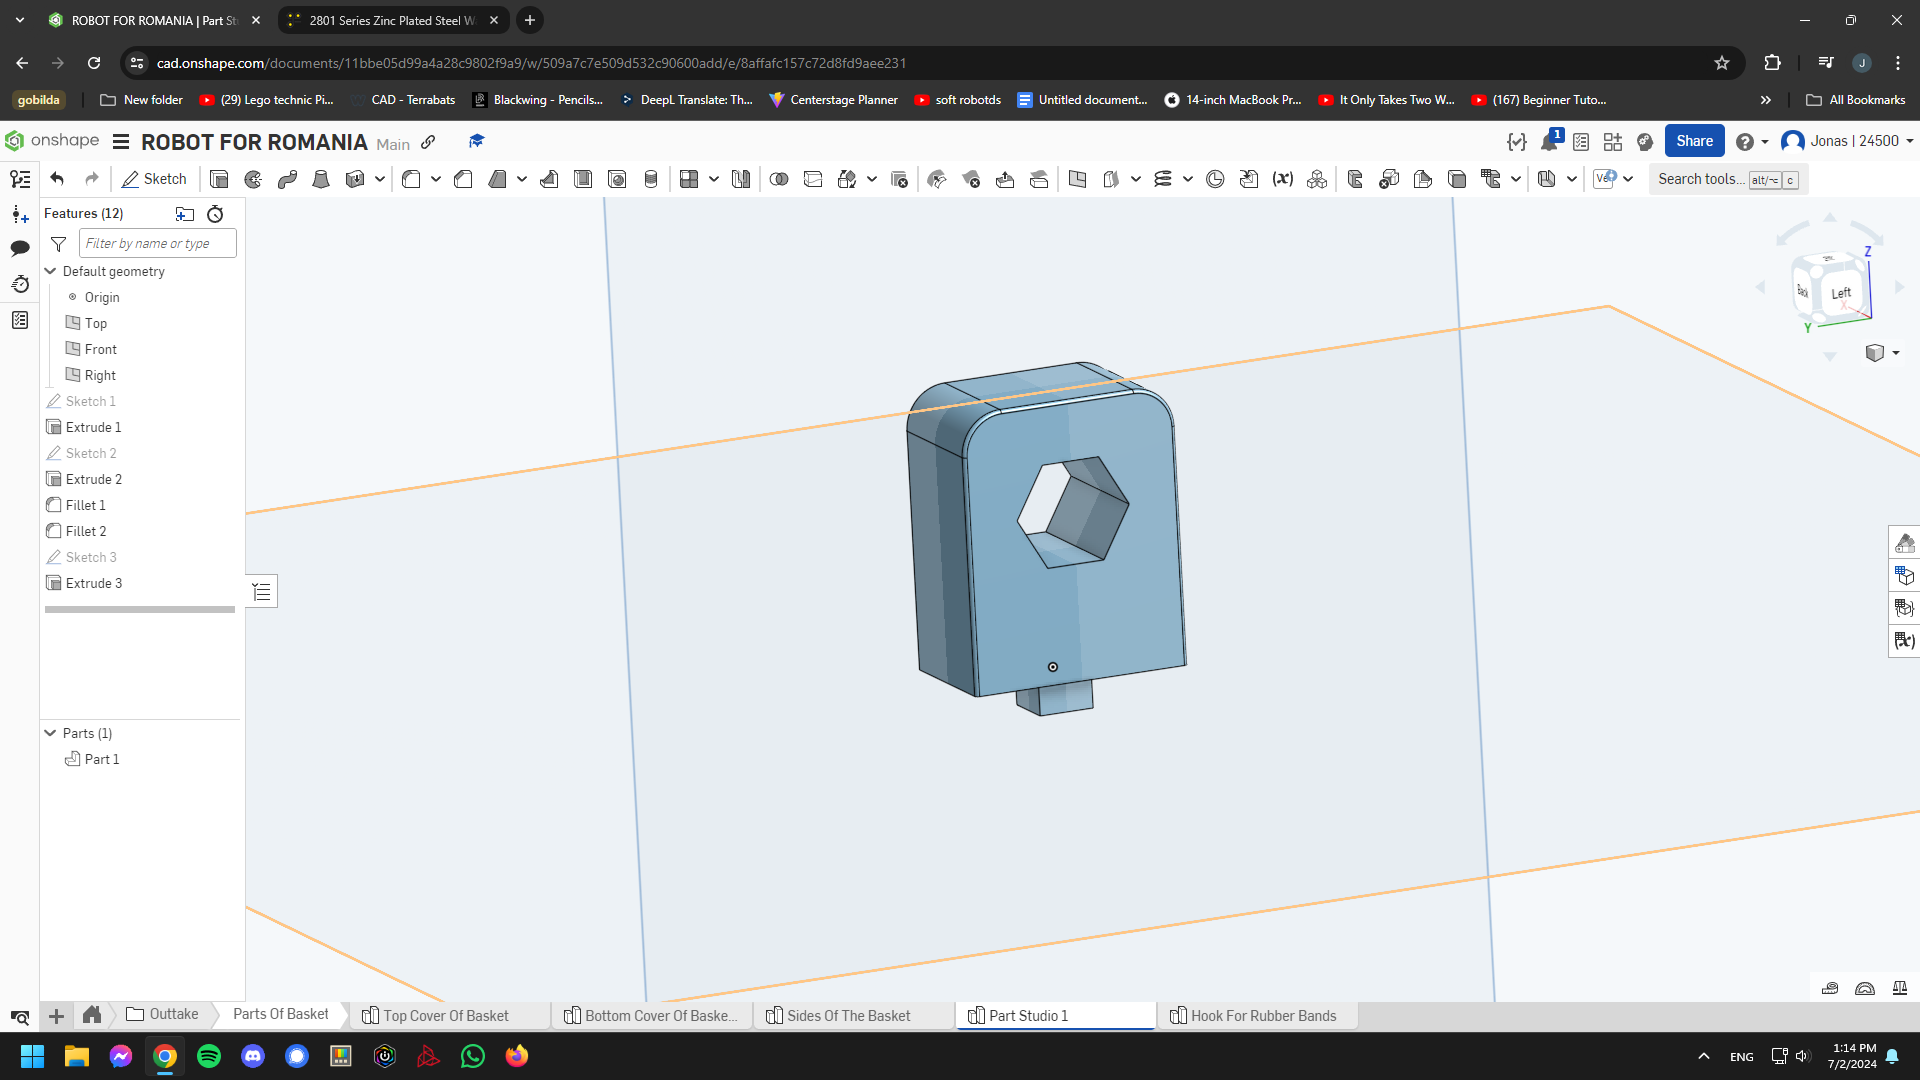 ROBOT FOR ROMANIA | Part St
2801 Series Zinc Plated Steel W
cad.onshape.com/documents/11bbe05d99a4a28c9802f9a9/w/509a7c7e509d532c90600add/e/8affafc157c72d8fd9aee231
J
gobilda
New folder
(29) Lego technic Pi...
CAD - Terrabats
Blackwing - Pencils...
DeepL Translate: Th...
Centerstage Planner
soft robotds
Untitled document...
14-inch MacBook Pr...
It Only Takes Two W...
(167) Beginner Tuto...
All Bookmarks
onshape
ROBOT FOR ROMANIA Main
1
Share
Jonas | 24500
Sketch
Search tools... alt/⌥ c
Features (12)
Filter by name or type
Default geometry
Origin
Top
Front
Right
Sketch 1
Extrude 1
Sketch 2
Extrude 2
Fillet 1
Fillet 2
Sketch 3
Extrude 3
Parts (1)
Part 1
Z
Back
Left
X
Y
Outtake
Parts Of Basket
Top Cover Of Basket
Bottom Cover Of Baske...
Sides Of The Basket
Part Studio 1
Hook For Rubber Bands
ENG
1:14 PM
7/2/2024